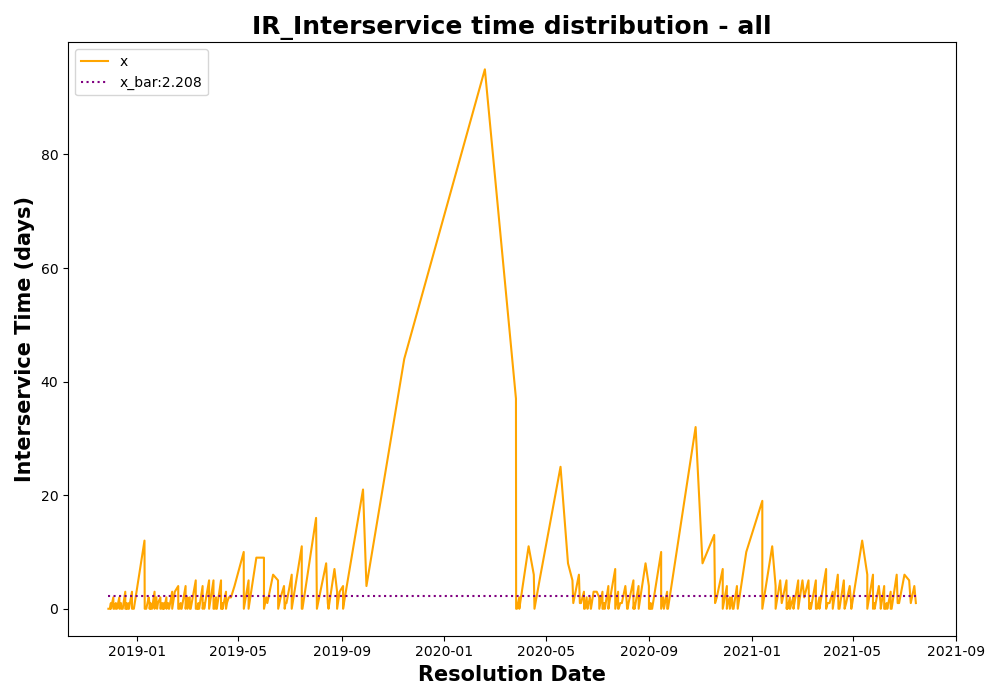 IR_Interservice time distribution - all
x
x_bar:2.208
Interservice Time (days)
80
60
40
20
0
2019-01
2019-05
2019-09
2020-01
2020-05
2020-09
2021-01
2021-05
2021-09
Resolution Date